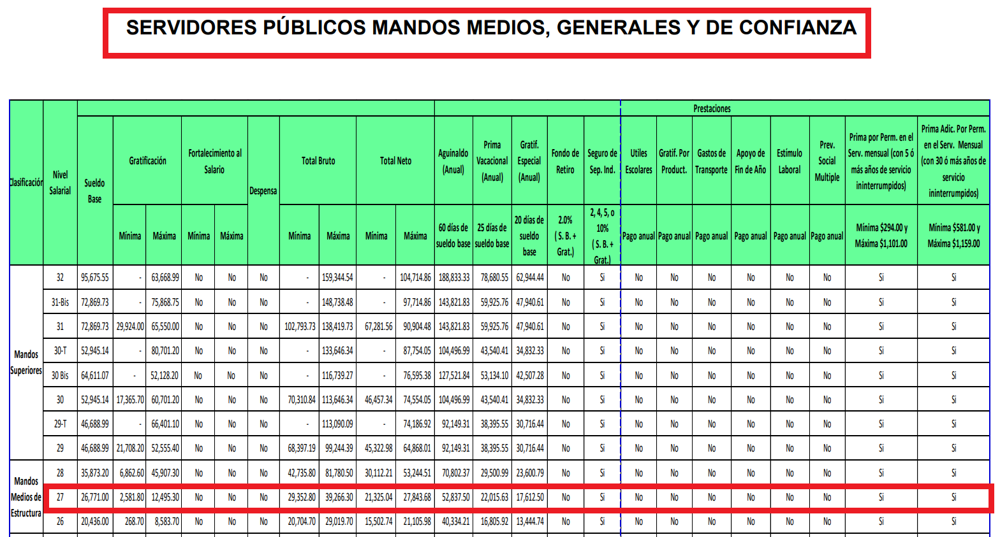 SERVIDORES PÚBLICOS MANDOS MEDIOS, GENERALES Y DE CONFIANZA
Prestaciones
Clasificación Nivel Salarial Sueldo Base Gratificación Fortalecimiento al Salario Despensa Total Bruto Total Neto Aguinaldo (Anual) Prima Vacacional (Anual) Gratif. Especial (Anual) Fondo de Retiro Seguro de Sep. Ind. Utiles Escolares Gratif. Por Product. Gastos de Transporte Apoyo de Fin de Año Estímulo Laboral Prev. Social Multiple Prima por Perm. en el Serv. mensual (con 5 ó más años de servicio ininterrumpidos) Prima Adic. Por Perm. en el Serv. Mensual (con 30 ó más años de servicio ininterrumpidos)
Mínima Máxima Mínima Máxima Mínima Máxima Mínima Máxima 60 días de sueldo base 25 días de sueldo base 20 días de sueldo base 2.0% ( S. B. + Grat.) 2, 4, 5, o 10% ( S. B. + Grat.) Pago anual Pago anual Pago anual Pago anual Pago anual Pago anual Mínima $294.00 y Máxima $1,101.00 Mínima $581.00 y Máxima $1,159.00
Mandos Superiores
32 95,675.55 - 63,668.99 No No No - 159,344.54 - 104,714.86 188,833.33 78,680.55 62,944.44 No Si No No No No No No Si Si
31-Bis 72,869.73 - 75,868.75 No No No - 148,738.48 - 97,714.86 143,821.83 59,925.76 47,940.61 No Si No No No No No No Si Si
31 72,869.73 29,924.00 65,550.00 No No No 102,793.73 138,419.73 67,281.56 90,904.48 143,821.83 59,925.76 47,940.61 No Si No No No No No No Si Si
30-T 52,945.14 - 80,701.20 No No No - 133,646.34 - 87,754.05 104,496.99 43,540.41 34,832.33 No Si No No No No No No Si Si
30 Bis 64,611.07 - 52,128.20 No No No - 116,739.27 - 76,595.38 127,521.84 53,134.10 42,507.28 No Si No No No No No No Si Si
30 52,945.14 17,365.70 60,701.20 No No No 70,310.84 113,646.34 46,457.34 74,554.05 104,496.99 43,540.41 34,832.33 No Si No No No No No No Si Si
29-T 46,688.99 - 66,401.10 No No No - 113,090.09 - 74,186.92 92,149.31 38,395.55 30,716.44 No Si No No No No No No Si Si
29 46,688.99 21,708.20 52,555.40 No No No 68,397.19 99,244.39 45,322.98 64,868.01 92,149.31 38,395.55 30,716.44 No Si No No No No No No Si Si
Mandos Medios de Estructura
28 35,873.20 6,862.60 45,907.30 No No No 42,735.80 81,780.50 30,112.21 53,244.51 70,802.37 29,500.99 23,600.79 No Si No No No No No No Si Si
27 26,771.00 2,581.80 12,495.30 No No No 29,352.80 39,266.30 21,325.04 27,843.68 52,837.50 22,015.63 17,612.50 No Si No No No No No No Si Si
26 20,436.00 268.70 8,583.70 No No No 20,704.70 29,019.70 15,502.74 21,105.98 40,334.21 16,805.92 13,444.74 No Si No No No No No No Si Si